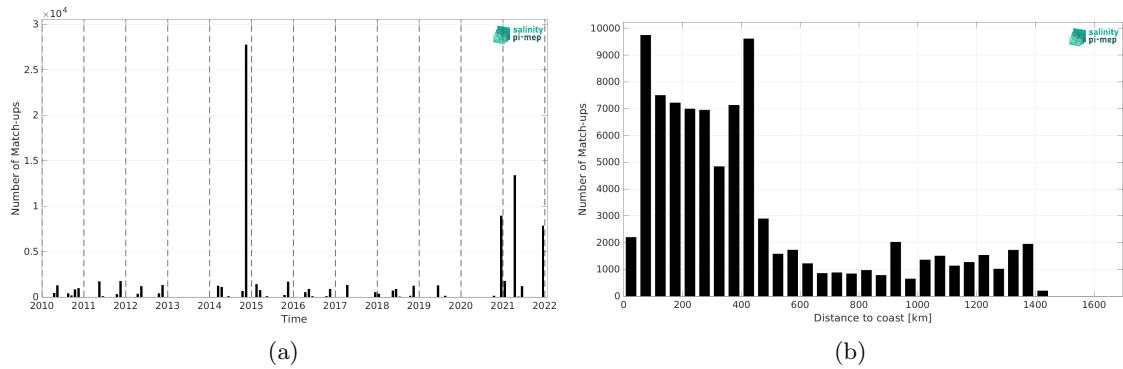 ×10⁴
3
2.5
2
1.5
1
0.5
0
Number of Match-ups
salinity
pi-mep
2010 2011 2012 2013 2014 2015 2016 2017 2018 2019 2020 2021 2022
Time
(a)
10000
9000
8000
7000
6000
5000
4000
3000
2000
1000
0
Number of Match-ups
salinity
pi-mep
0 200 400 600 800 1000 1200 1400 1600
Distance to coast [km]
(b)